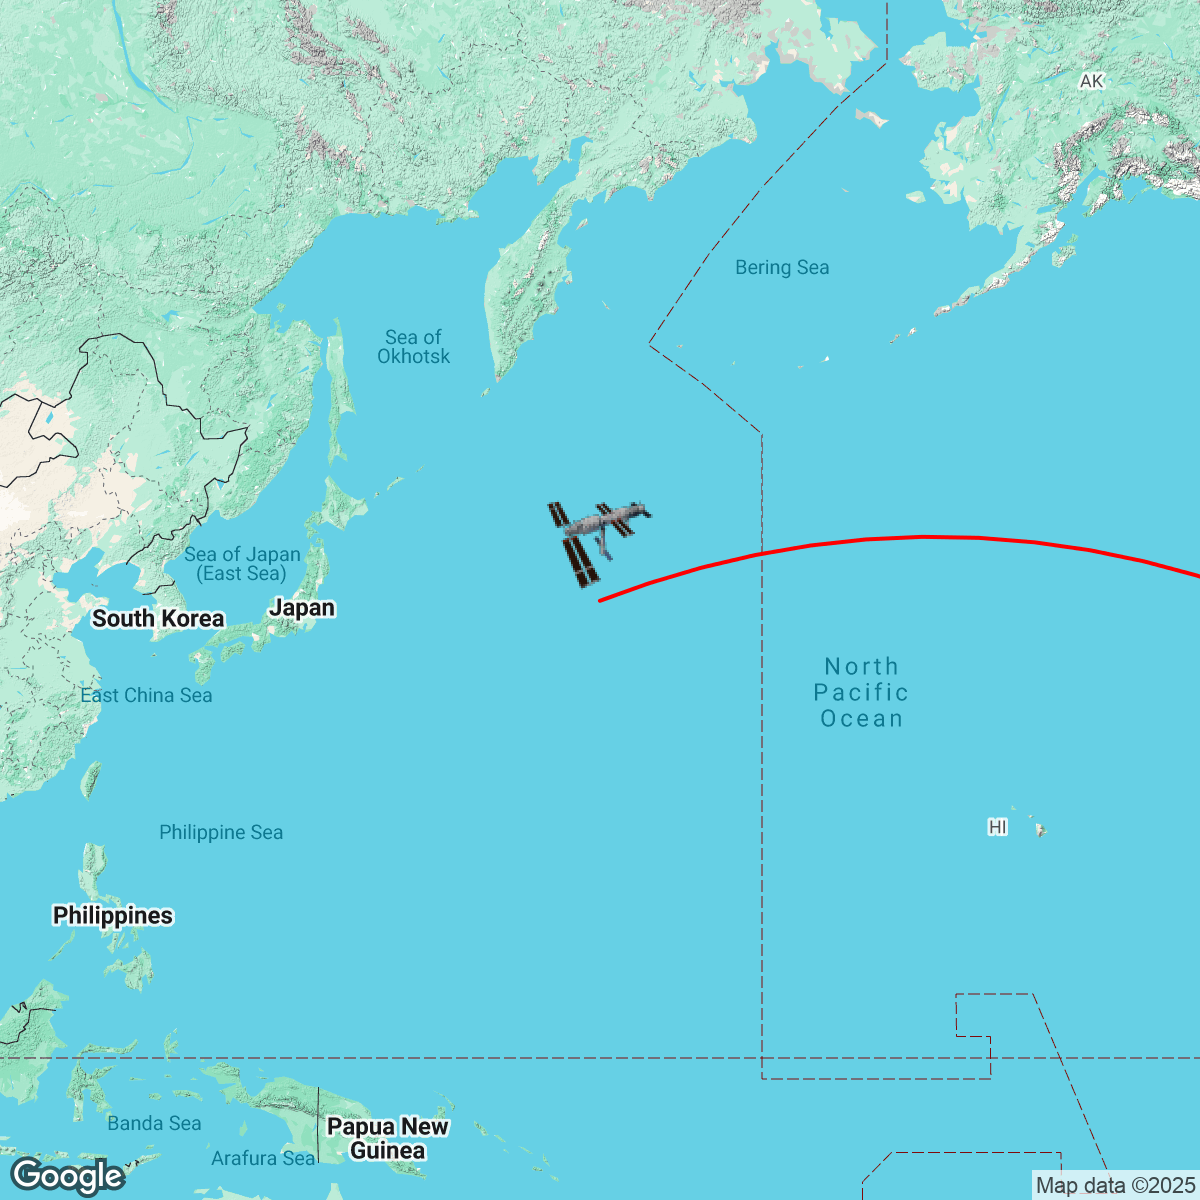 AK
Bering Sea
Sea of
Okhotsk
Sea of Japan
(East Sea)
South Korea
Japan
East China Sea
North
Pacific
Ocean
Philippine Sea
HI
Philippines
Banda Sea
Papua New
Guinea
Arafura Sea
Google
Map data ©2025